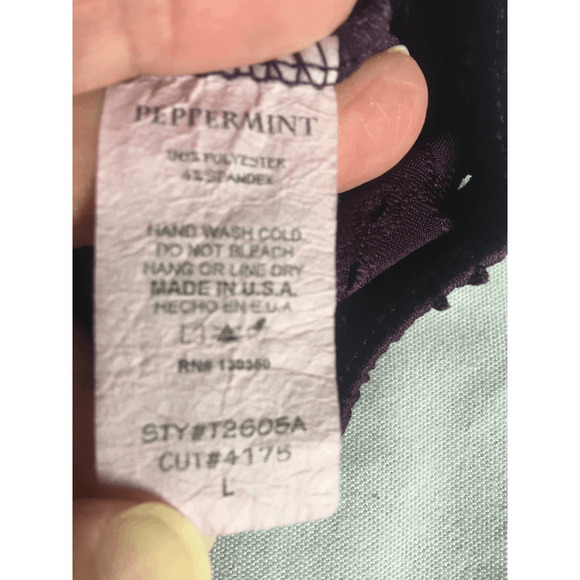 PEPPERMINT
96% POLYESTER
4% SPANDEX
HAND WASH COLD
DO NOT BLEACH
HANG OR LINE DRY
MADE IN U.S.A.
HECHO EN E.U.A
RN# 130560
STY#T2605A
CUT#4175
L